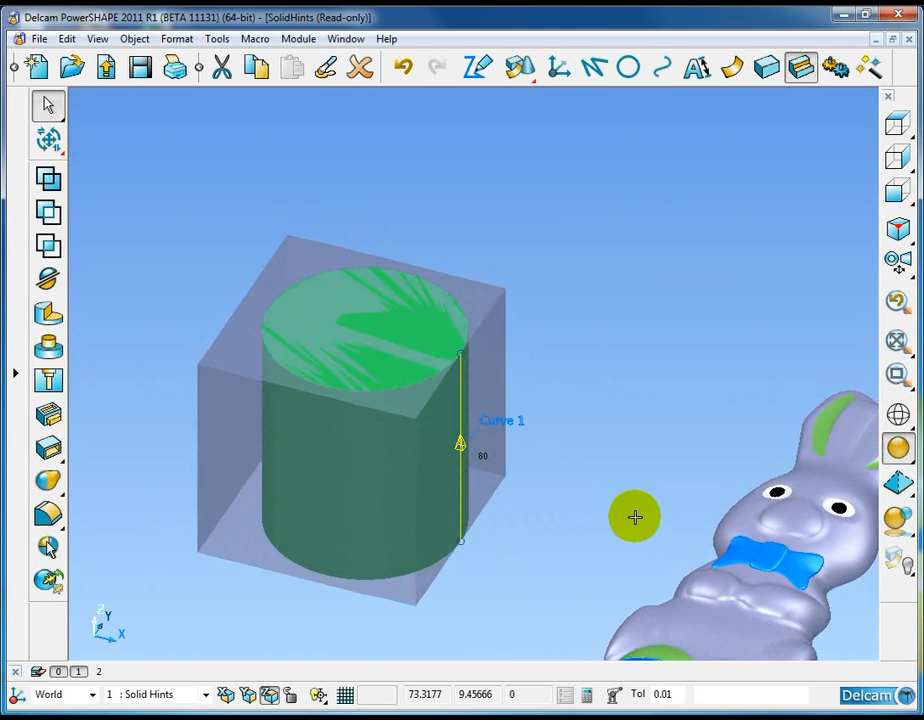 Delcam PowerSHAPE 2011 R1 (BETA 11131) (64-bit) - [SolidHints (Read-only)]
File Edit View Object Format Tools Macro Module Window Help
Curve 1
80
Z
Y
X
0 1 2
World 1 : Solid Hints 73.3177 9.45666 0 Tol 0.01 Delcam